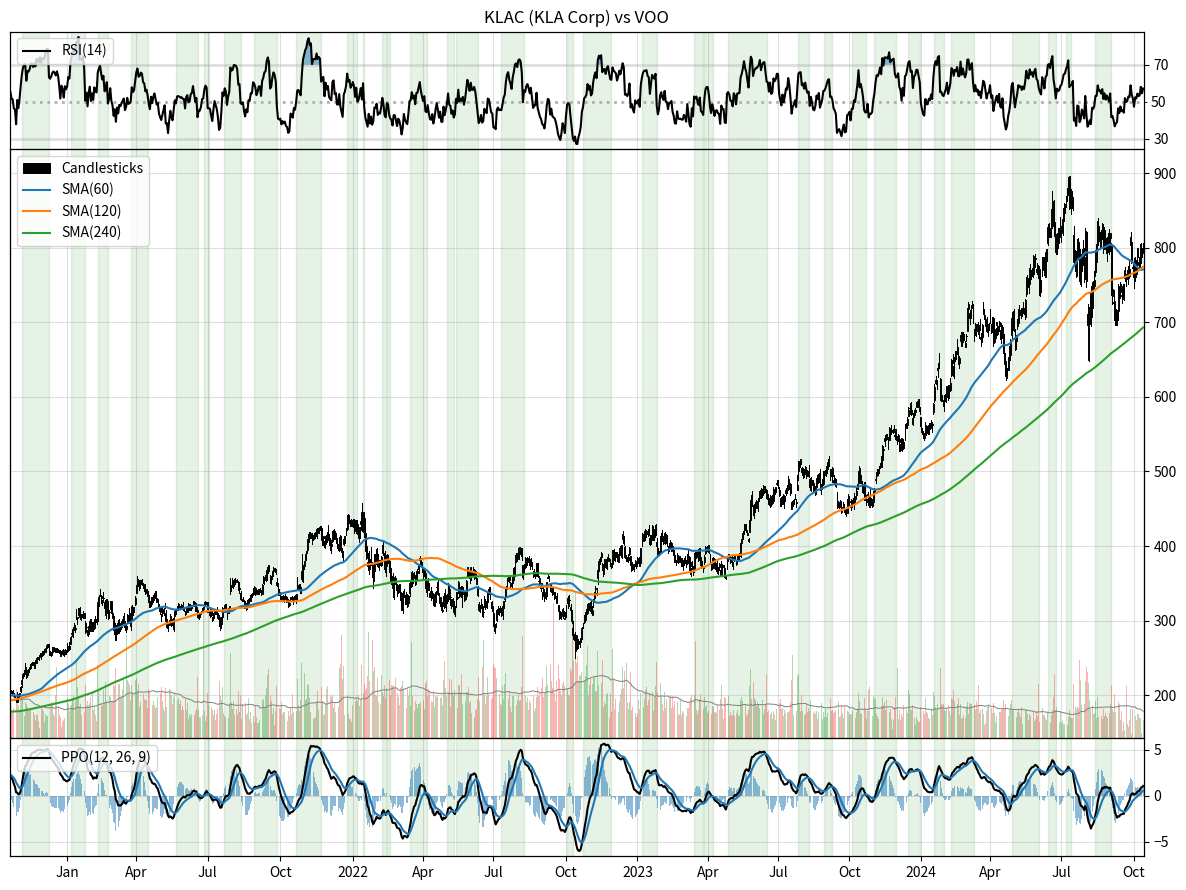 KLAC (KLA Corp) vs VOO
RSI(14)
70
50
30
Candlesticks
SMA(60)
SMA(120)
SMA(240)
900
800
700
600
500
400
300
200
PPO(12, 26, 9)
5
0
−5
Jan Apr Jul Oct 2022 Apr Jul Oct 2023 Apr Jul Oct 2024 Apr Jul Oct